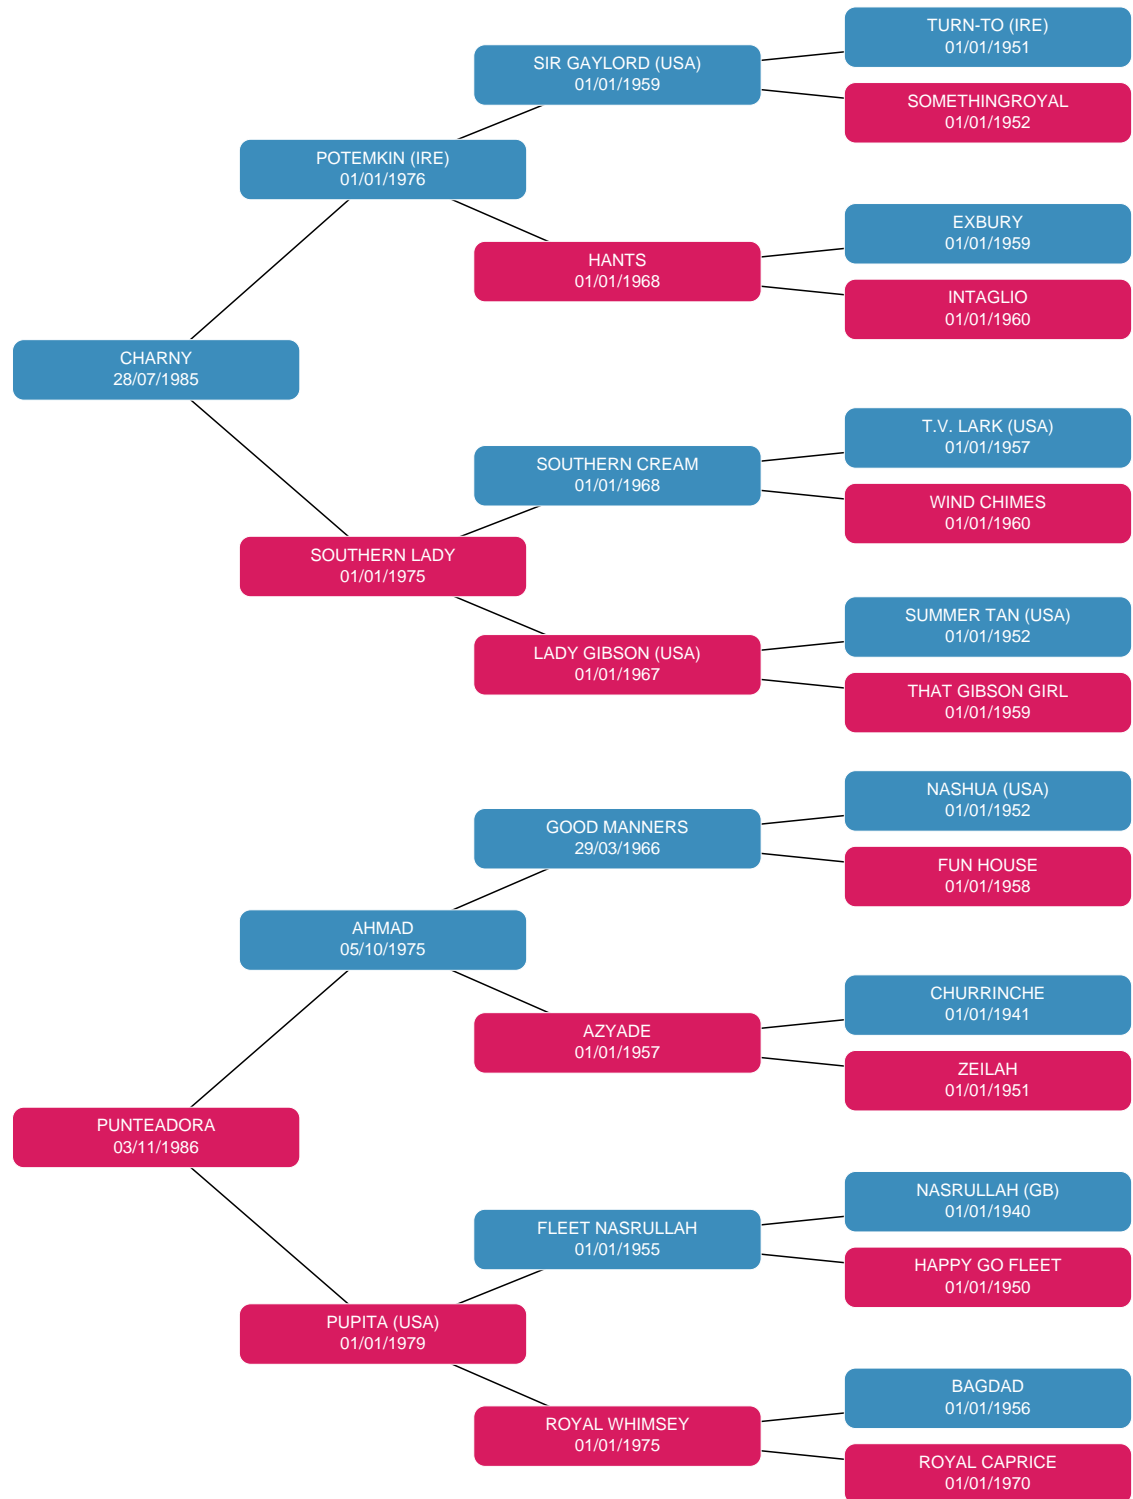 TURN-TO (IRE)
01/01/1951
SIR GAYLORD (USA)
01/01/1959
SOMETHINGROYAL
01/01/1952
POTEMKIN (IRE)
01/01/1976
EXBURY
01/01/1959
HANTS
01/01/1968
INTAGLIO
01/01/1960
CHARNY
28/07/1985
T.V. LARK (USA)
01/01/1957
SOUTHERN CREAM
01/01/1968
WIND CHIMES
01/01/1960
SOUTHERN LADY
01/01/1975
SUMMER TAN (USA)
01/01/1952
LADY GIBSON (USA)
01/01/1967
THAT GIBSON GIRL
01/01/1959
NASHUA (USA)
01/01/1952
GOOD MANNERS
29/03/1966
FUN HOUSE
01/01/1958
AHMAD
05/10/1975
CHURRINCHE
01/01/1941
AZYADE
01/01/1957
ZEILAH
01/01/1951
PUNTEADORA
03/11/1986
NASRULLAH (GB)
01/01/1940
FLEET NASRULLAH
01/01/1955
HAPPY GO FLEET
01/01/1950
PUPITA (USA)
01/01/1979
BAGDAD
01/01/1956
ROYAL WHIMSEY
01/01/1975
ROYAL CAPRICE
01/01/1970